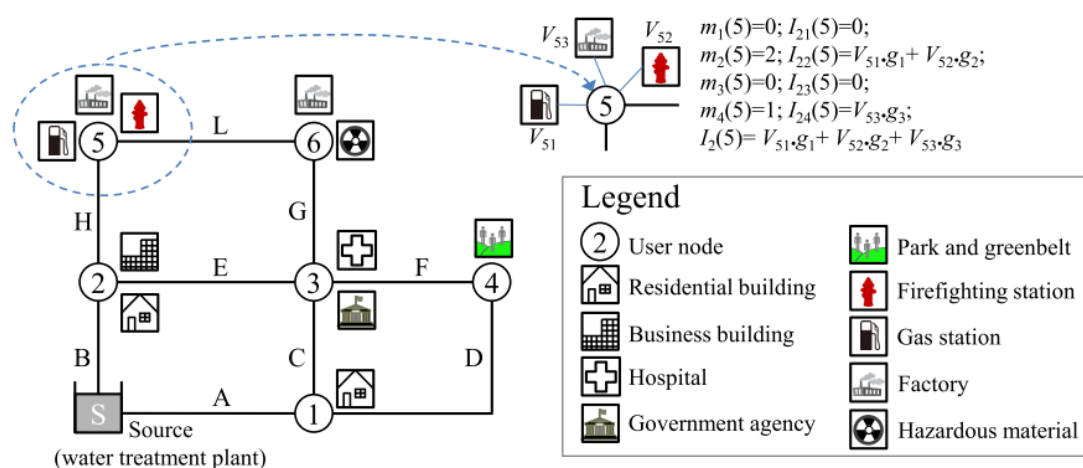 V53
V52
V51
5
m1(5)=0; I21(5)=0;
m2(5)=2; I22(5)=V51·g1+ V52·g2;
m3(5)=0; I23(5)=0;
m4(5)=1; I24(5)=V53·g3;
I2(5)= V51·g1+ V52·g2+ V53·g3
5
L
6
H
G
2
E
3
F
4
B
C
D
S
A
1
Source
(water treatment plant)
Legend
2 User node
Residential building
Business building
Hospital
Government agency
Park and greenbelt
Firefighting station
Gas station
Factory
Hazardous material